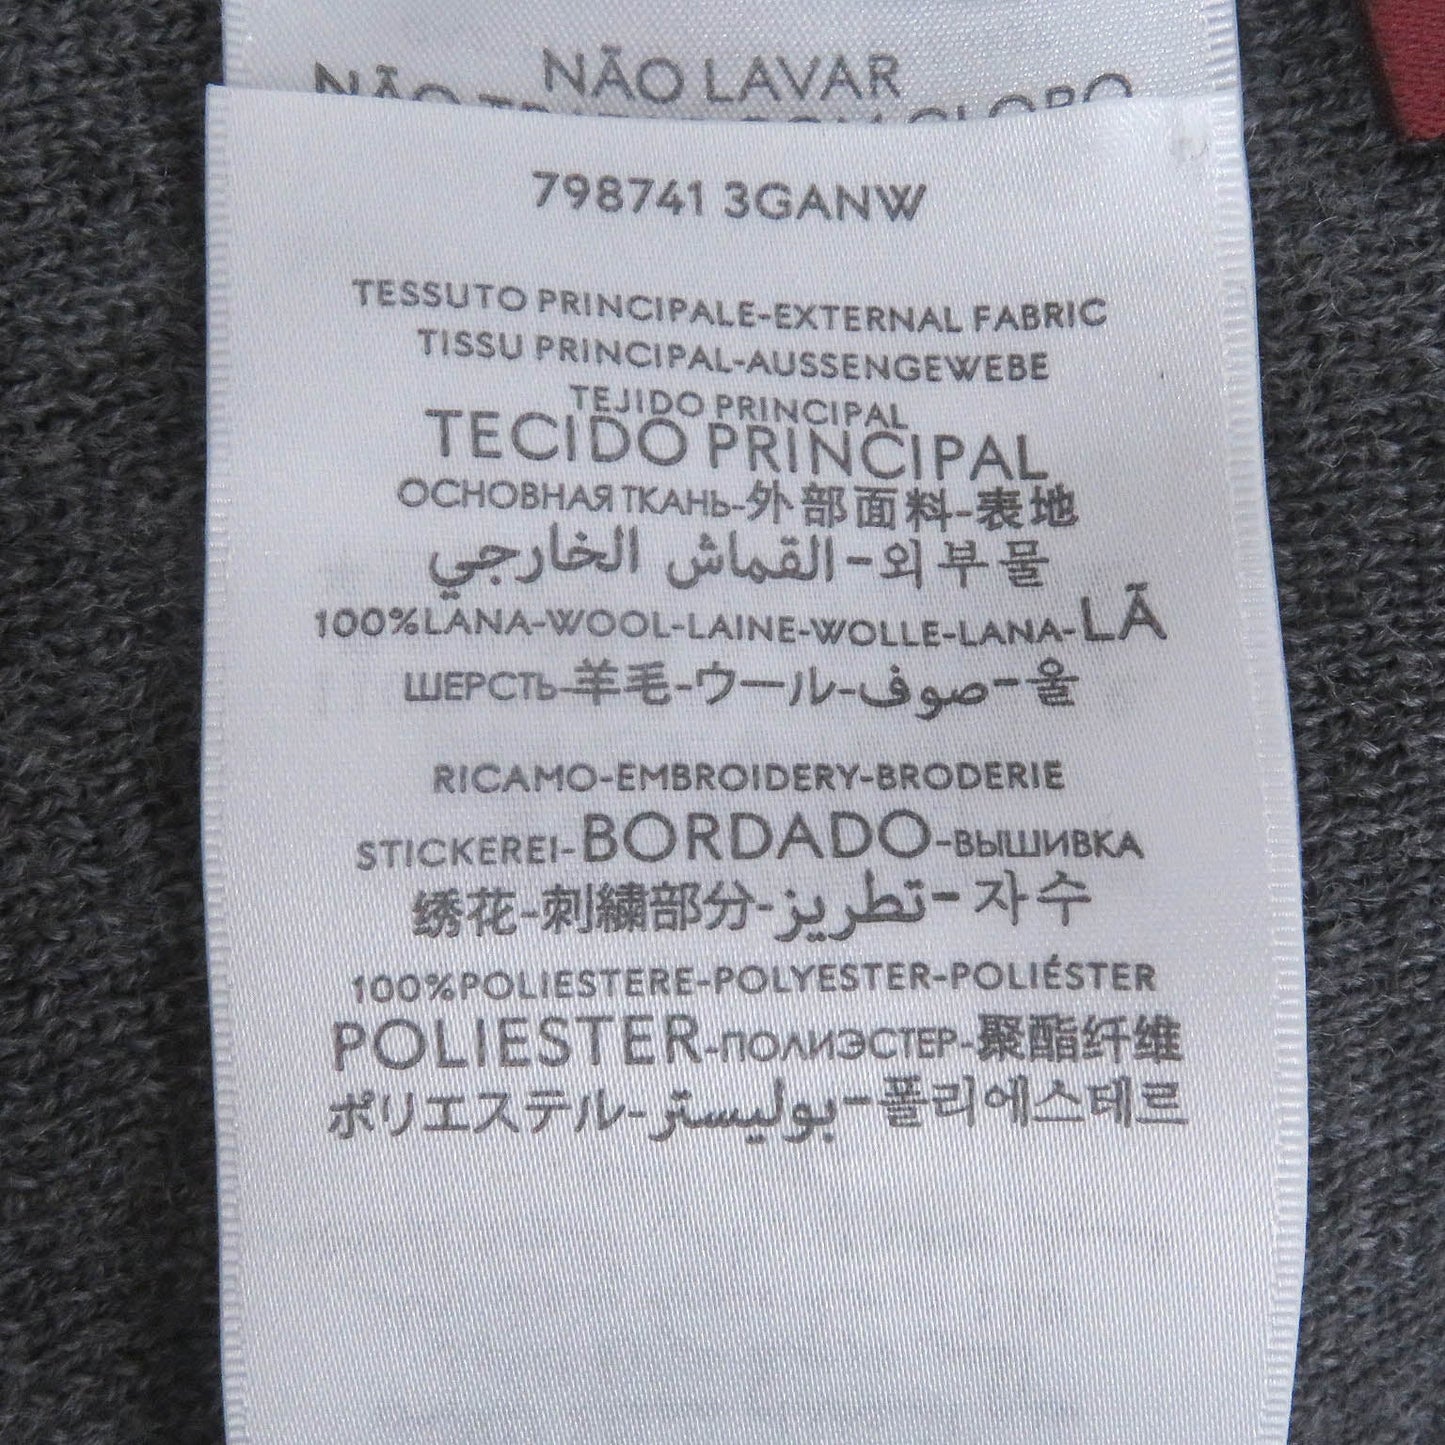 NÃO LAVAR
798741 3GANW
TESSUTO PRINCIPALE-EXTERNAL FABRIC
TISSU PRINCIPAL-AUSSENGEWEBE
TEJIDO PRINCIPAL
TECIDO PRINCIPAL
ОСНОВНАЯ ТКАНЬ-外部面料-表地
القماش الخارجي-외부물
100%LANA-WOOL-LAINE-WOLLE-LANA-LÃ
ШЕРСТЬ-羊毛-ウール-صوف-울
RICAMO-EMBROIDERY-BRODERIE
STICKEREI-BORDADO-ВЫШИВКА
绣花-刺繍部分-تطريز-자수
100%POLIESTERE-POLYESTER-POLIÉSTER
POLIESTER-ПОЛИЭСТЕР-聚酯纤维
ポリエステル-بوليستر-폴리에스테르